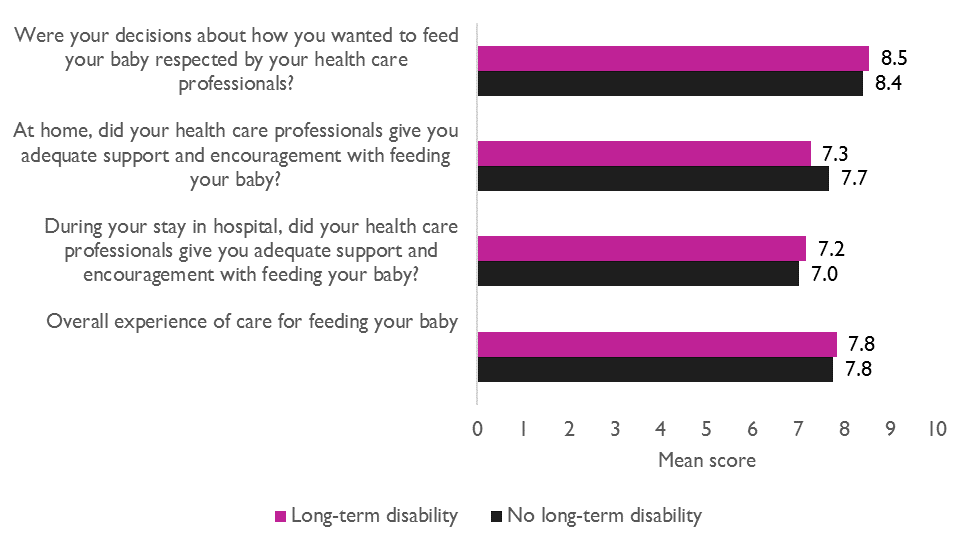 Were your decisions about how you wanted to feed
your baby respected by your health care
professionals?
8.5
8.4
At home, did your health care professionals give you
adequate support and encouragement with feeding
your baby?
7.3
7.7
During your stay in hospital, did your health care
professionals give you adequate support and
encouragement with feeding your baby?
7.2
7.0
Overall experience of care for feeding your baby
7.8
7.8
0 1 2 3 4 5 6 7 8 9 10
Mean score
Long-term disability No long-term disability